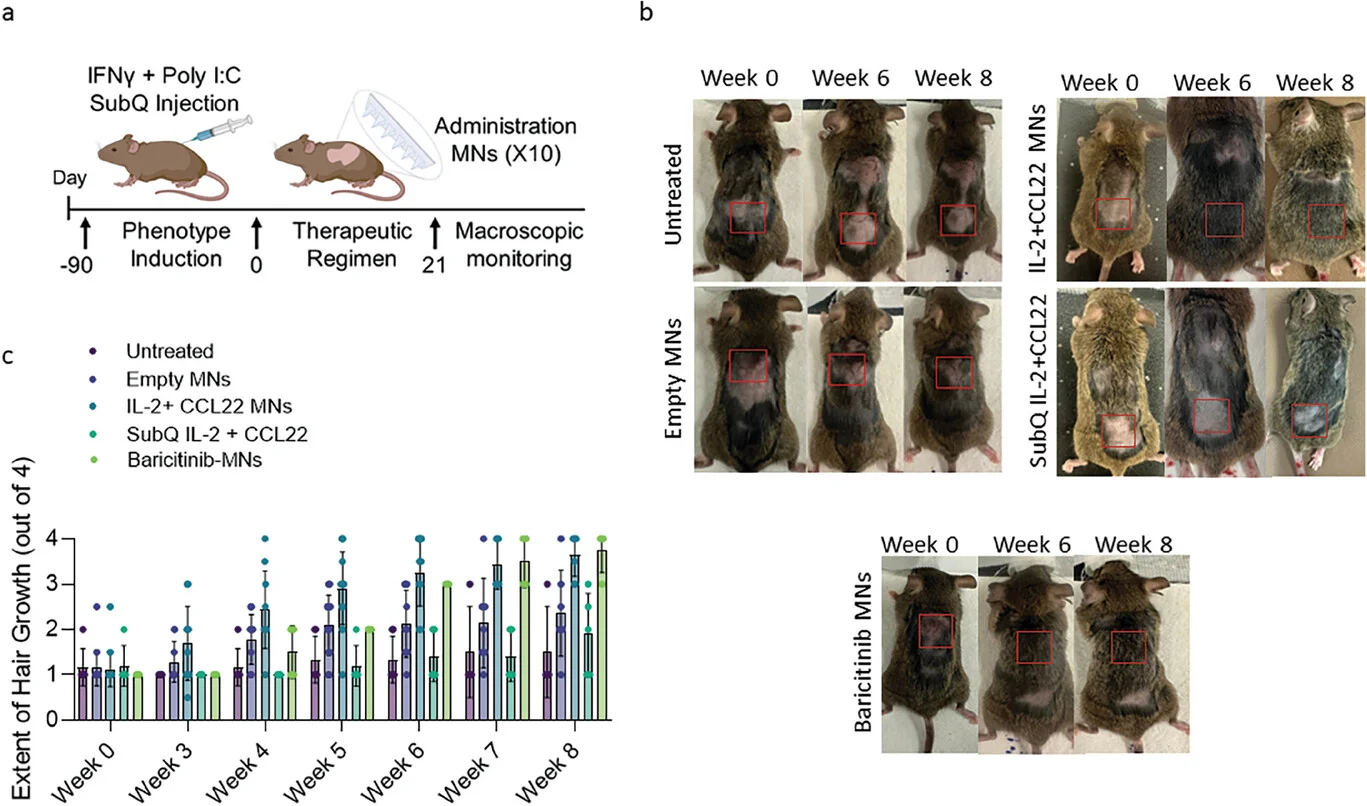 a
IFNγ + Poly I:C
SubQ Injection
Administration
MNs (X10)
Day
Phenotype
Induction
Therapeutic
Regimen
Macroscopic
monitoring
-90
0
21
b
Week 0
Week 6
Week 8
Untreated
Empty MNs
Week 0
Week 6
Week 8
IL-2+CCL22 MNs
SubQ IL-2+CCL22
Week 0
Week 6
Week 8
Baricitinib MNs
c
Untreated
Empty MNs
IL-2+ CCL22 MNs
SubQ IL-2 + CCL22
Baricitinib-MNs
Extent of Hair Growth (out of 4)
4
3
2
1
0
Week 0
Week 3
Week 4
Week 5
Week 6
Week 7
Week 8